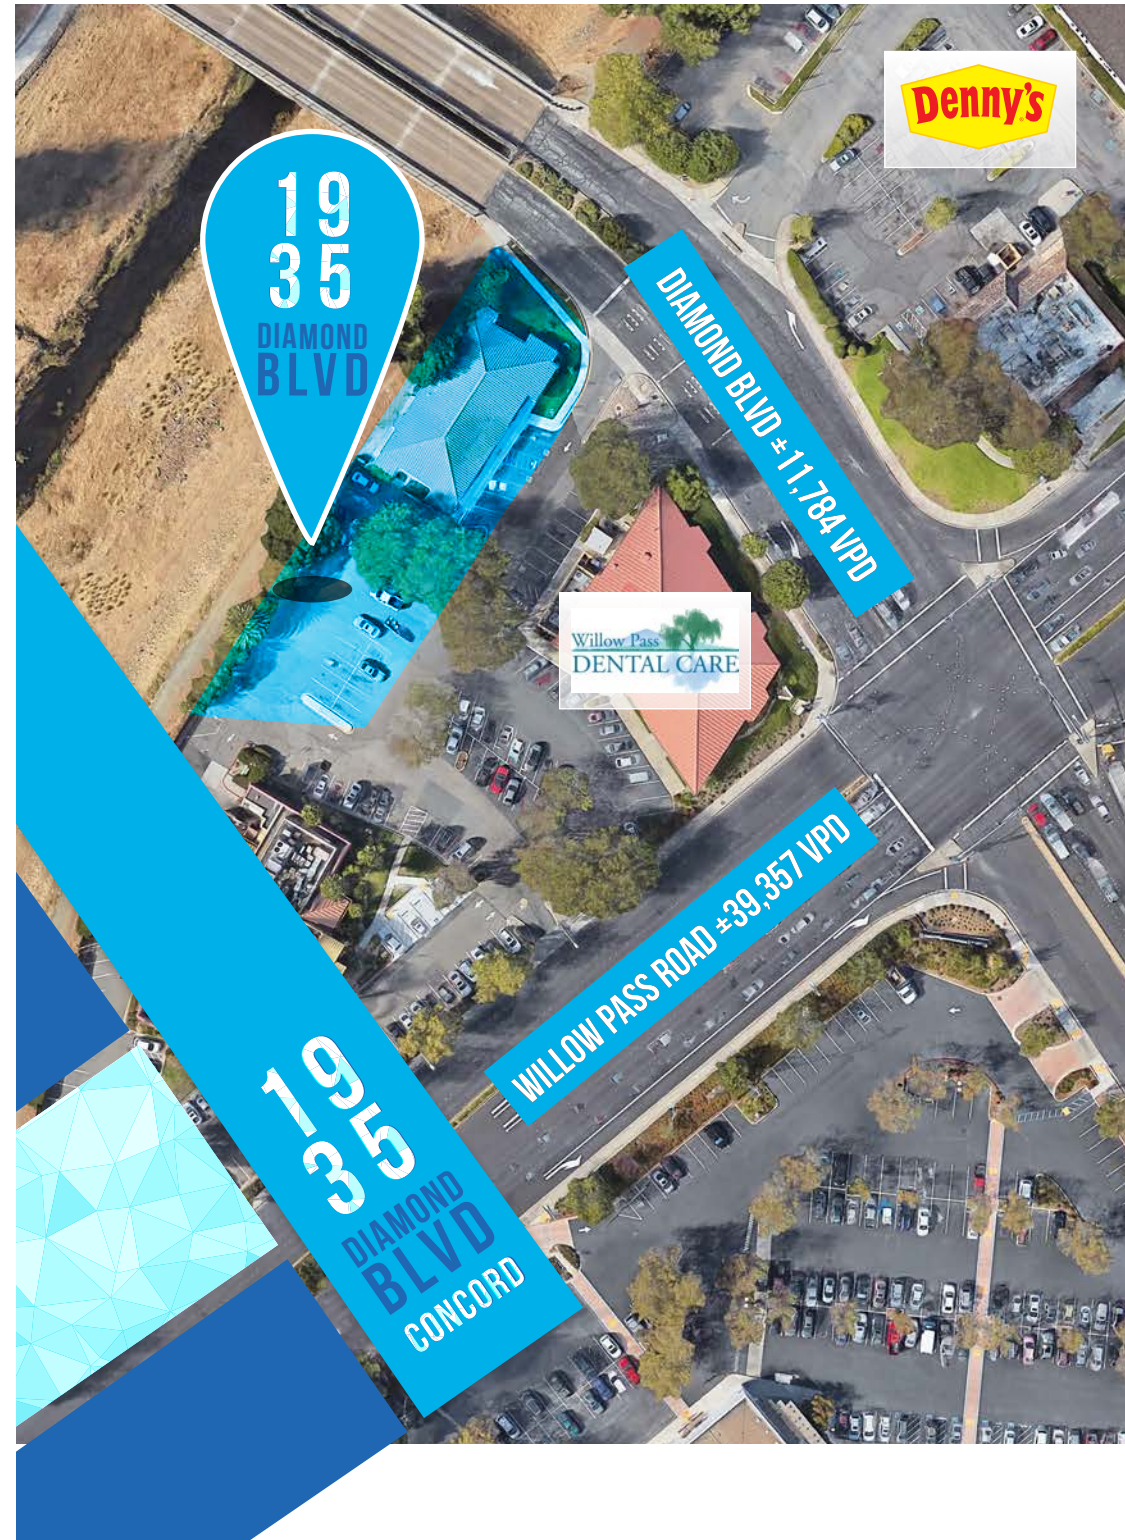 Denny's
19
35
DIAMOND
BLVD
DIAMOND BLVD ±11,784 VPD
Willow Pass
DENTAL CARE
WILLOW PASS ROAD ±39,357 VPD
19
35
DIAMOND
BLVD
CONCORD